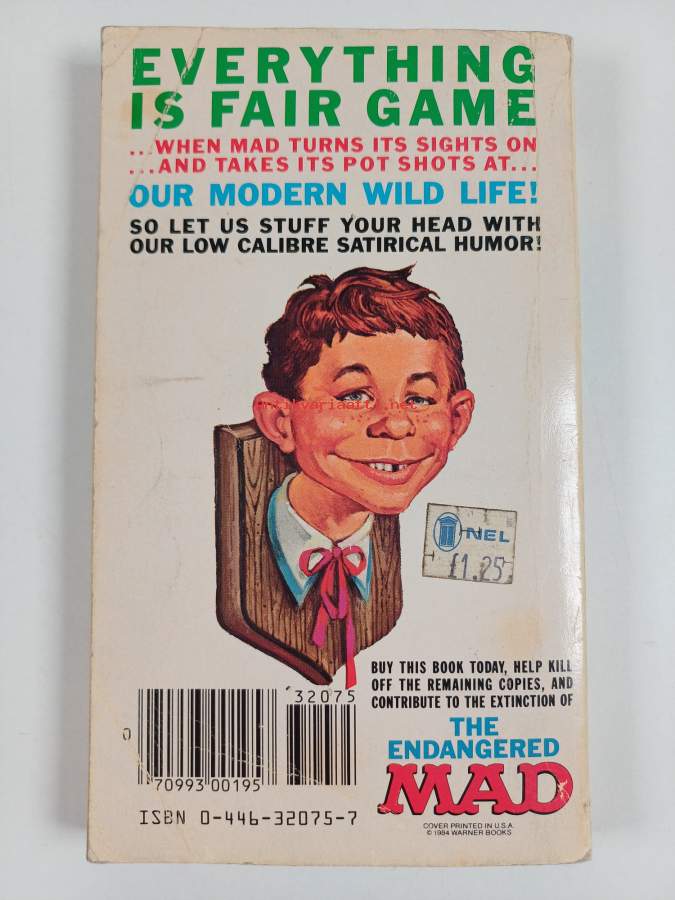 EVERYTHING
IS FAIR GAME
...WHEN MAD TURNS ITS SIGHTS ON
...AND TAKES ITS POT SHOTS AT...
OUR MODERN WILD LIFE!
SO LET US STUFF YOUR HEAD WITH
OUR LOW CALIBRE SATIRICAL HUMOR!
NEL
£1.25
BUY THIS BOOK TODAY, HELP KILL
OFF THE REMAINING COPIES, AND
CONTRIBUTE TO THE EXTINCTION OF
THE
ENDANGERED
MAD
COVER PRINTED IN U.S.A.
© 1984 WARNER BOOKS
32075
0
70993 00195
ISBN 0-446-32075-7